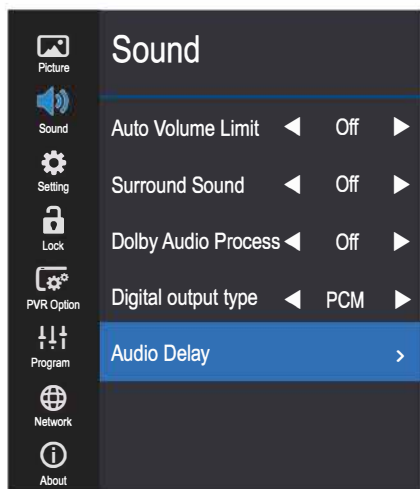 Picture
Sound
Setting
Lock
PVR Option
Program
Network
About
Sound
Auto Volume Limit Off
Surround Sound Off
Dolby Audio Process Off
Digital output type PCM
Audio Delay